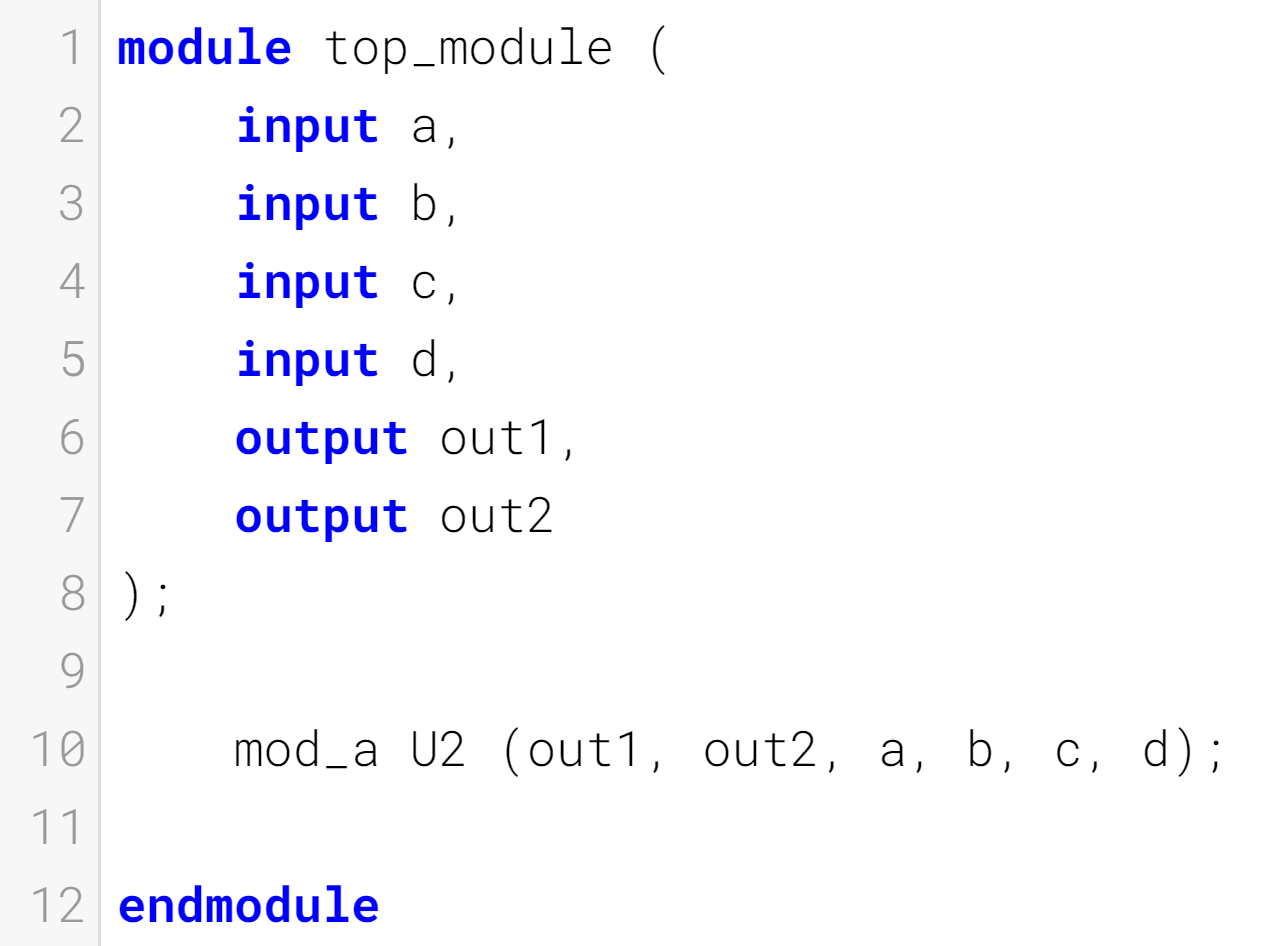 1 module top_module (
2     input a,
3     input b,
4     input c,
5     input d,
6     output out1,
7     output out2
8 );
9
10     mod_a U2 (out1, out2, a, b, c, d);
11
12 endmodule